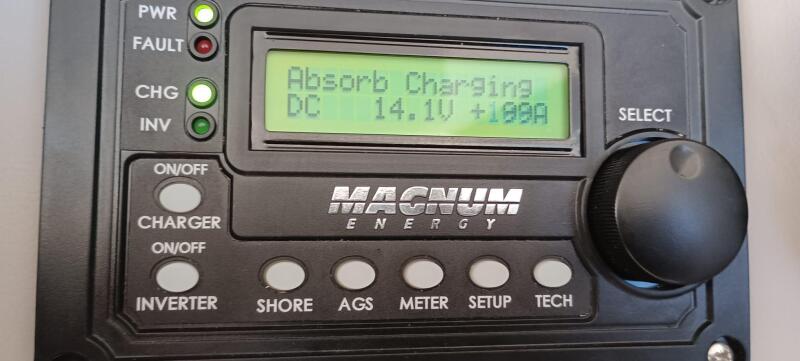 PWR
FAULT
CHG
INV
Absorb Charging
DC 14.1V +100A
SELECT
ON/OFF
CHARGER
ON/OFF
INVERTER
MAGNUM
ENERGY
SHORE
AGS
METER
SETUP
TECH